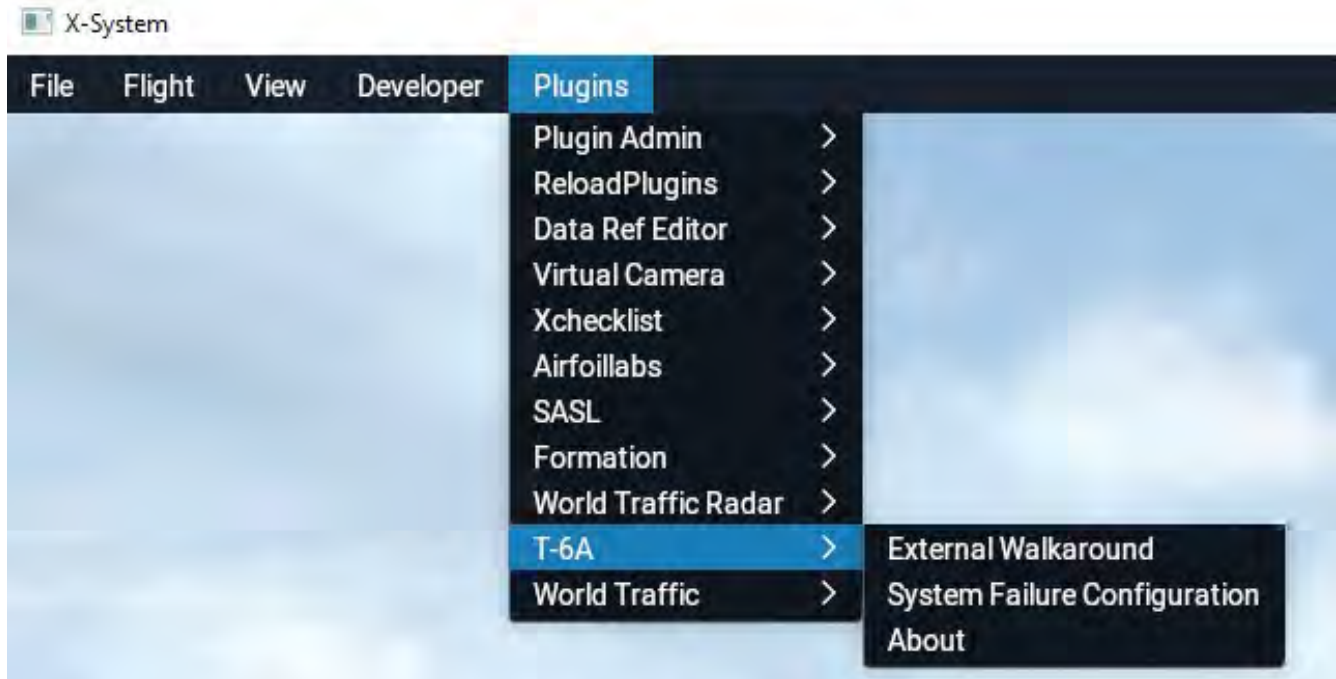 X-System
File Flight View Developer Plugins
Plugin Admin
ReloadPlugins
Data Ref Editor
Virtual Camera
Xchecklist
Airfoillabs
SASL
Formation
World Traffic Radar
T-6A
World Traffic
External Walkaround
System Failure Configuration
About